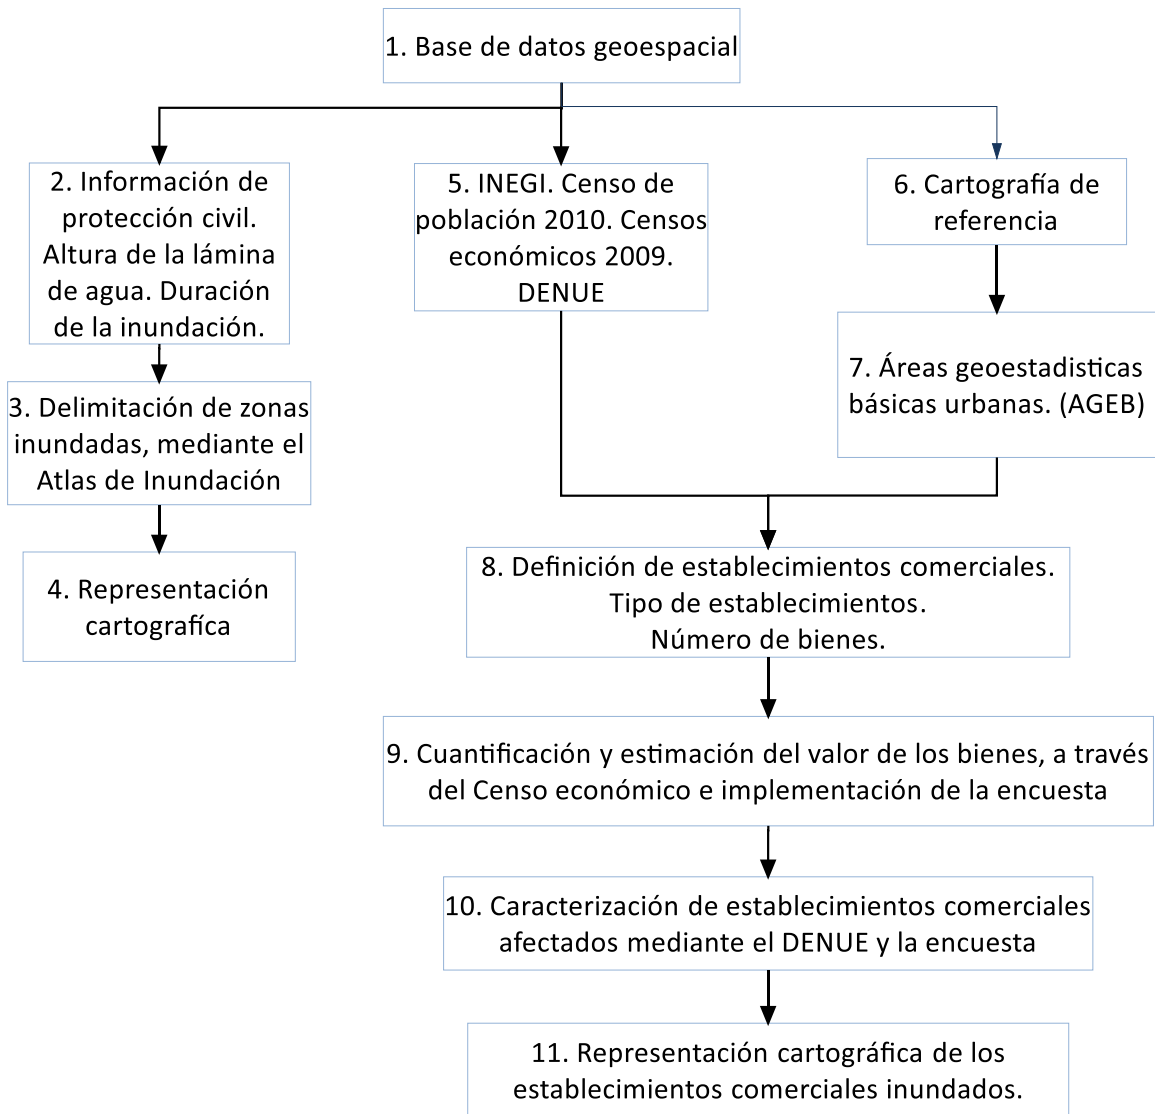 1. Base de datos geoespacial
2. Información de
protección civil.
Altura de la lámina
de agua. Duración
de la inundación.
3. Delimitación de zonas
inundadas, mediante el
Atlas de Inundación
4. Representación
cartografíca
5. INEGI. Censo de
población 2010. Censos
económicos 2009.
DENUE
6. Cartografía de
referencia
7. Áreas geoestadisticas
básicas urbanas. (AGEB)
8. Definición de establecimientos comerciales.
Tipo de establecimientos.
Número de bienes.
9. Cuantificación y estimación del valor de los bienes, a través
del Censo económico e implementación de la encuesta
10. Caracterización de establecimientos comerciales
afectados mediante el DENUE y la encuesta
11. Representación cartográfica de los
establecimientos comerciales inundados.